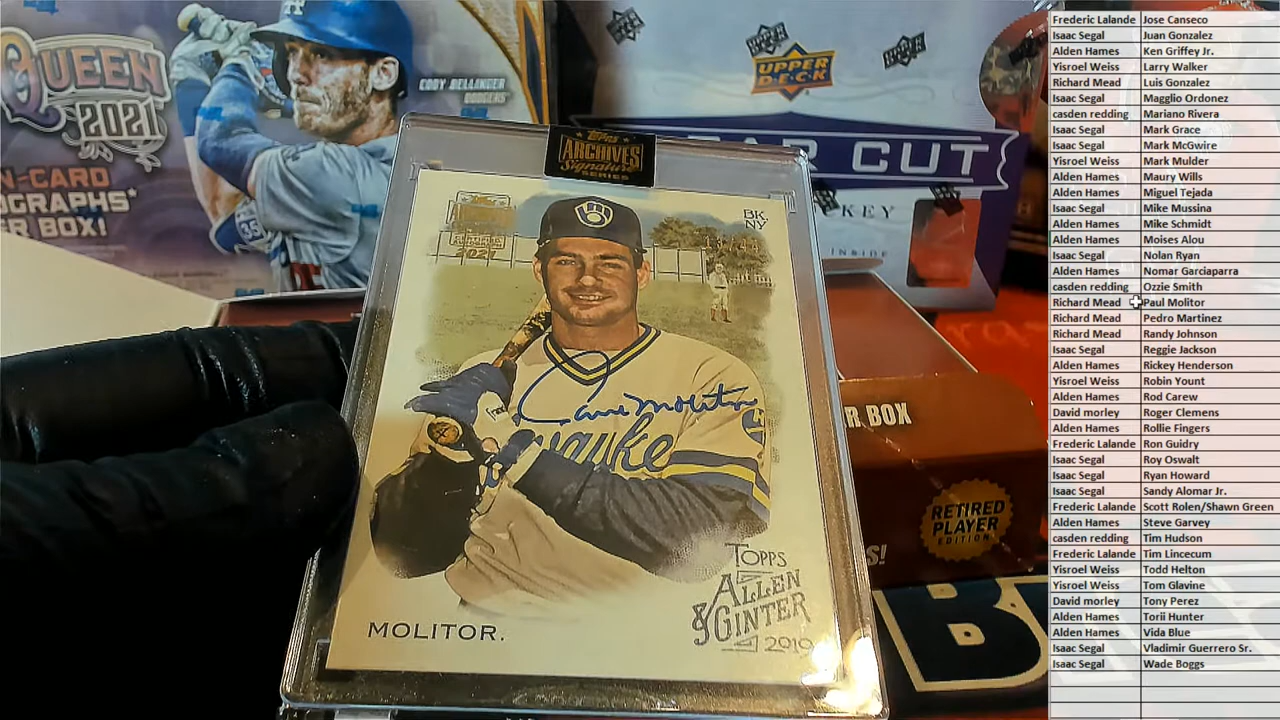 QUEEN
2021
N-CARD
OGRAPHS*
R BOX!
CODY BELLINGER
DODGERS
35
UPPER
DECK
CUT
KEY
INSIDE
TOPPS
ARCHIVES
Signature
SERIES
2021
BK.
NY
Paul Molitor
waukee
TOPPS
ALLEN
& GINTER
2019
MOLITOR.
R BOX
RETIRED
PLAYER
EDITION
S!
Frederic Lalande Jose Canseco
Isaac Segal Juan Gonzalez
Alden Hames Ken Griffey Jr.
Yisroel Weiss Larry Walker
Richard Mead Luis Gonzalez
Isaac Segal Magglio Ordonez
casden redding Mariano Rivera
Isaac Segal Mark Grace
Isaac Segal Mark McGwire
Yisroel Weiss Mark Mulder
Alden Hames Maury Wills
Alden Hames Miguel Tejada
Isaac Segal Mike Mussina
Alden Hames Mike Schmidt
Alden Hames Moises Alou
Isaac Segal Nolan Ryan
Alden Hames Nomar Garciaparra
casden redding Ozzie Smith
Richard Mead Paul Molitor
Richard Mead Pedro Martinez
Richard Mead Randy Johnson
Isaac Segal Reggie Jackson
Alden Hames Rickey Henderson
Yisroel Weiss Robin Yount
Alden Hames Rod Carew
David morley Roger Clemens
Alden Hames Rollie Fingers
Frederic Lalande Ron Guidry
Isaac Segal Roy Oswalt
Isaac Segal Ryan Howard
Isaac Segal Sandy Alomar Jr.
Frederic Lalande Scott Rolen/Shawn Green
Alden Hames Steve Garvey
casden redding Tim Hudson
Frederic Lalande Tim Lincecum
Yisroel Weiss Todd Helton
Yisroel Weiss Tom Glavine
David morley Tony Perez
Alden Hames Torii Hunter
Alden Hames Vida Blue
Isaac Segal Vladimir Guerrero Sr.
Isaac Segal Wade Boggs